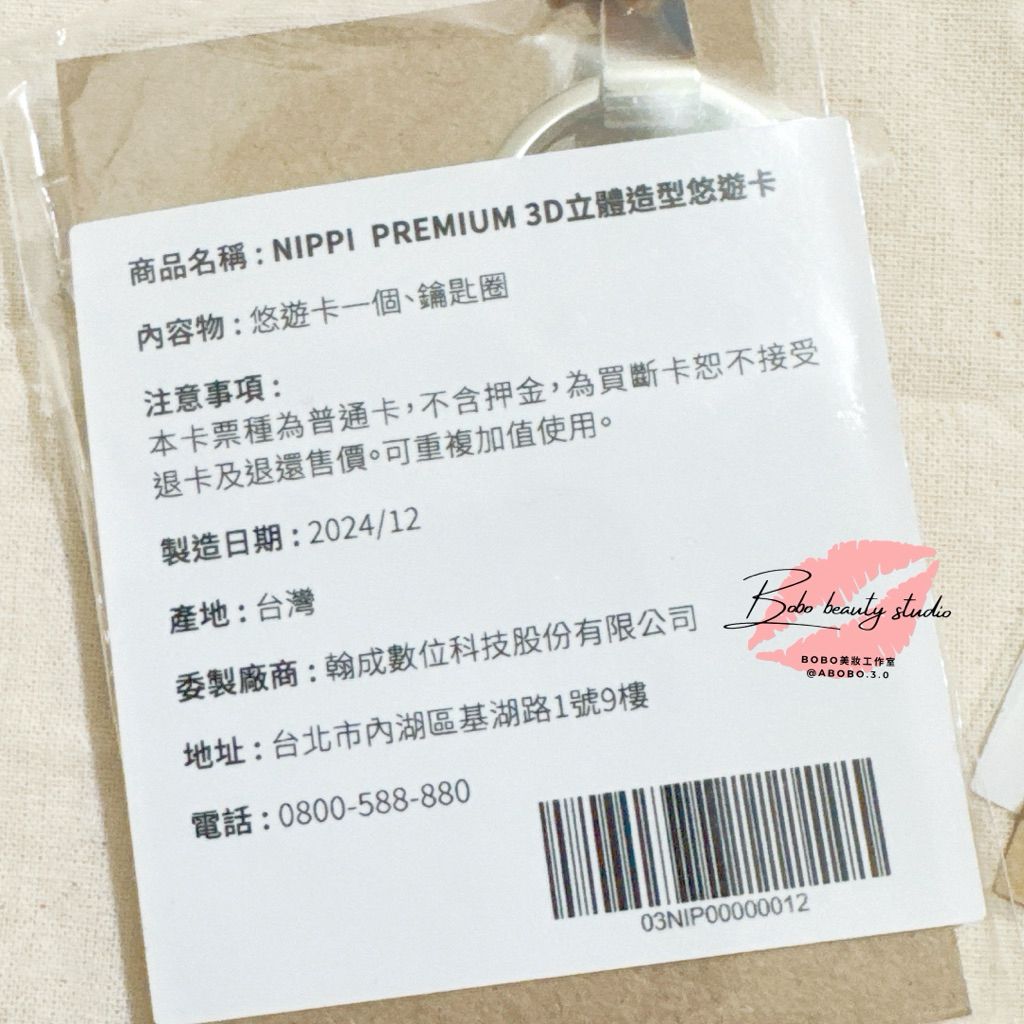 商品名稱：NIPPI PREMIUM 3D立體造型悠遊卡
內容物：悠遊卡一個、鑰匙圈
注意事項：
本卡票種為普通卡，不含押金，為買斷卡恕不接受
退卡及退還售價。可重複加值使用。
製造日期：2024/12
產地：台灣
委製廠商：翰成數位科技股份有限公司
地址：台北市內湖區基湖路1號9樓
電話：0800-588-880
03NIP00000012
Bobo beauty studio
BOBO美妝工作室
@ABOBO.3.0